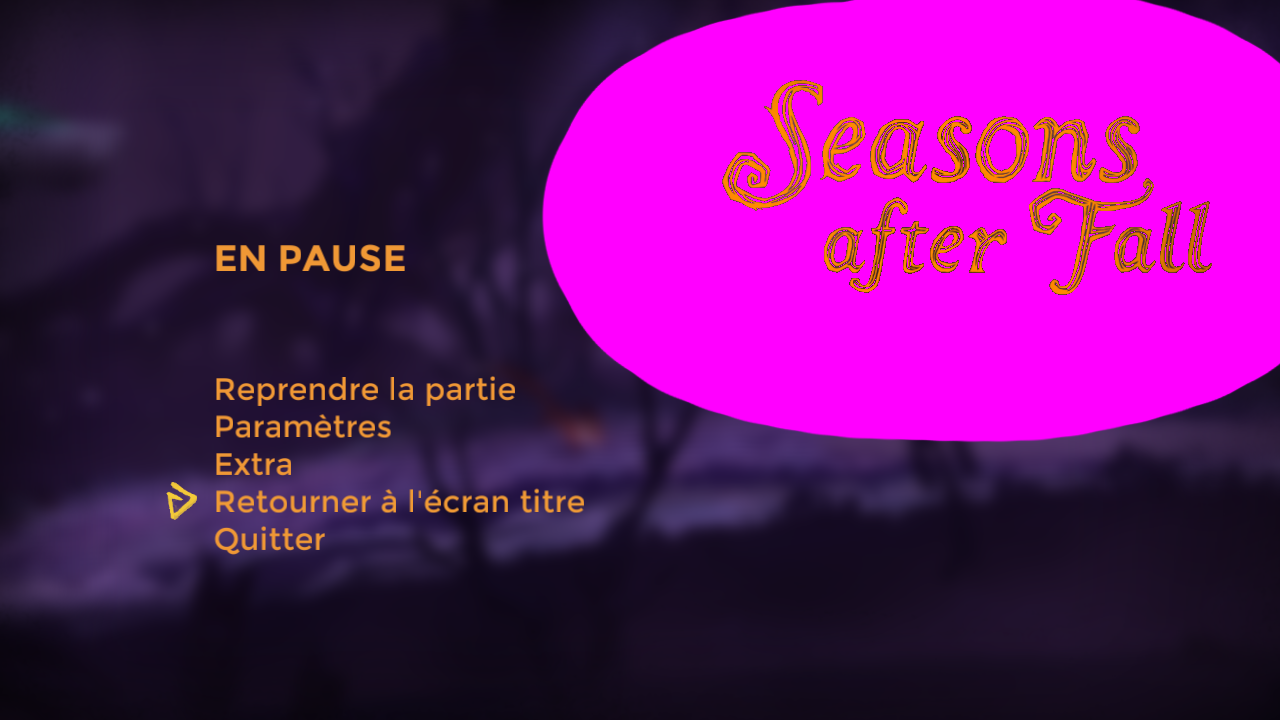 Seasons
after Fall
EN PAUSE
Reprendre la partie
Paramètres
Extra
Retourner à l'écran titre
Quitter